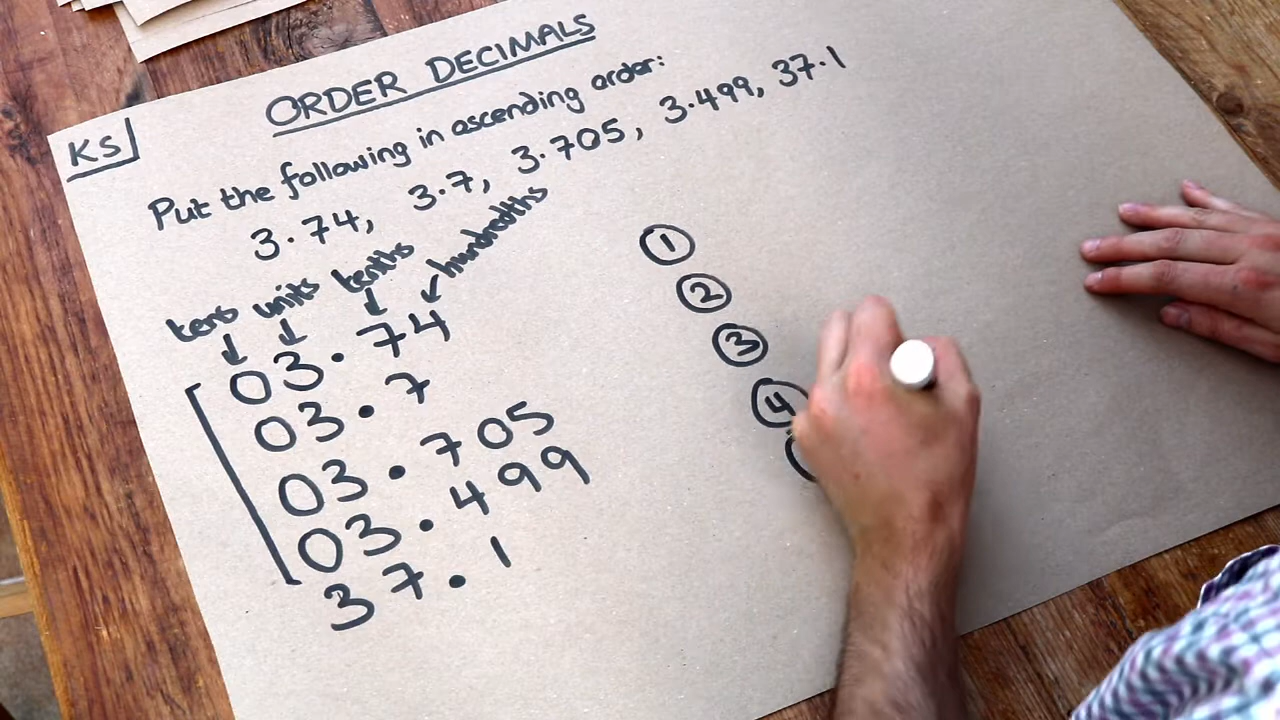 ORDER DECIMALS
KS
Put the following in ascending order:
3.74, 3.7, 3.705, 3.499, 37.1
tens units tenths hundredths
03.74
03.7
03.705
03.499
37.1
1
2
3
4